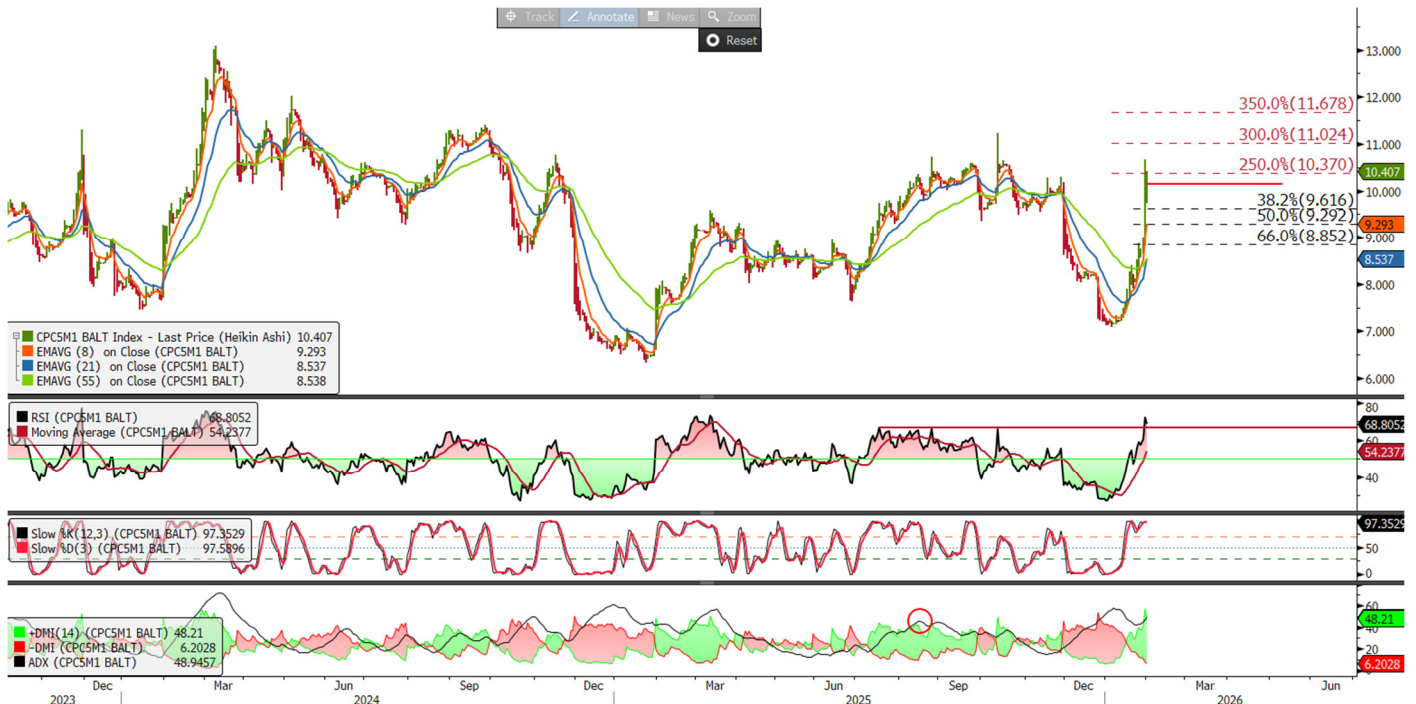 Track Annotate News Zoom
Reset
13.000
12.000
11.000
10.000
9.000
8.000
7.000
6.000
350.0%(11.678)
300.0%(11.024)
250.0%(10.370)
38.2%(9.616)
50.0%(9.292)
66.0%(8.852)
10.407
9.293
8.537
CPC5M1 BALT Index - Last Price (Heikin Ashi) 10.407
EMAVG (8) on Close (CPC5M1 BALT) 9.293
EMAVG (21) on Close (CPC5M1 BALT) 8.537
EMAVG (55) on Close (CPC5M1 BALT) 8.538
RSI (CPC5M1 BALT) 68.8052
Moving Average (CPC5M1 BALT) 54.2377
80
68.8052
60
54.2377
40
Slow %K(12,3) (CPC5M1 BALT) 97.3529
Slow %D(3) (CPC5M1 BALT) 97.5896
97.3529
50
0
+DMI(14) (CPC5M1 BALT) 48.21
-DMI (CPC5M1 BALT) 6.2028
ADX (CPC5M1 BALT) 48.9457
60
48.21
40
20
6.2028
Dec Mar Jun Sep Dec Mar Jun Sep Dec Mar Jun
2023 2024 2025 2026